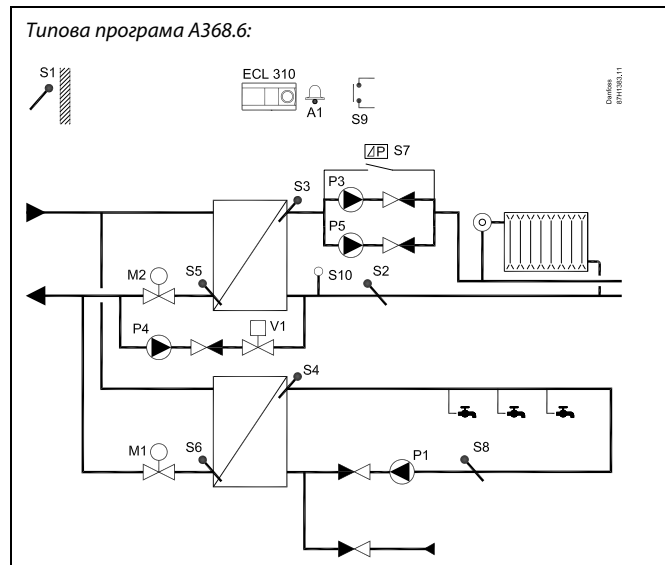 Типова програма A368.6:
S1
ECL 310
A1
S9
Danfoss
87H1383.11
ΔP S7
P3
S3
P5
M2
S5
S10
S2
P4
V1
S4
M1
S6
P1
S8